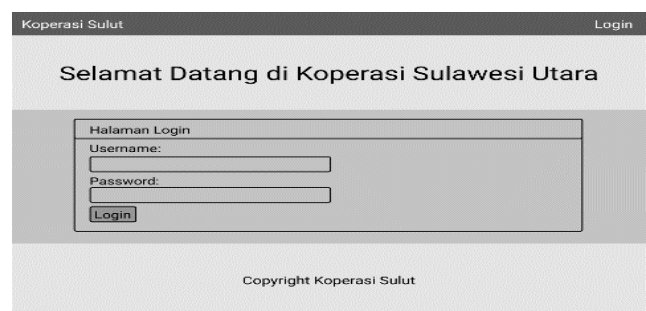 Koperasi Sulut Login
Selamat Datang di Koperasi Sulawesi Utara
Halaman Login
Username:
Password:
Login
Copyright Koperasi Sulut